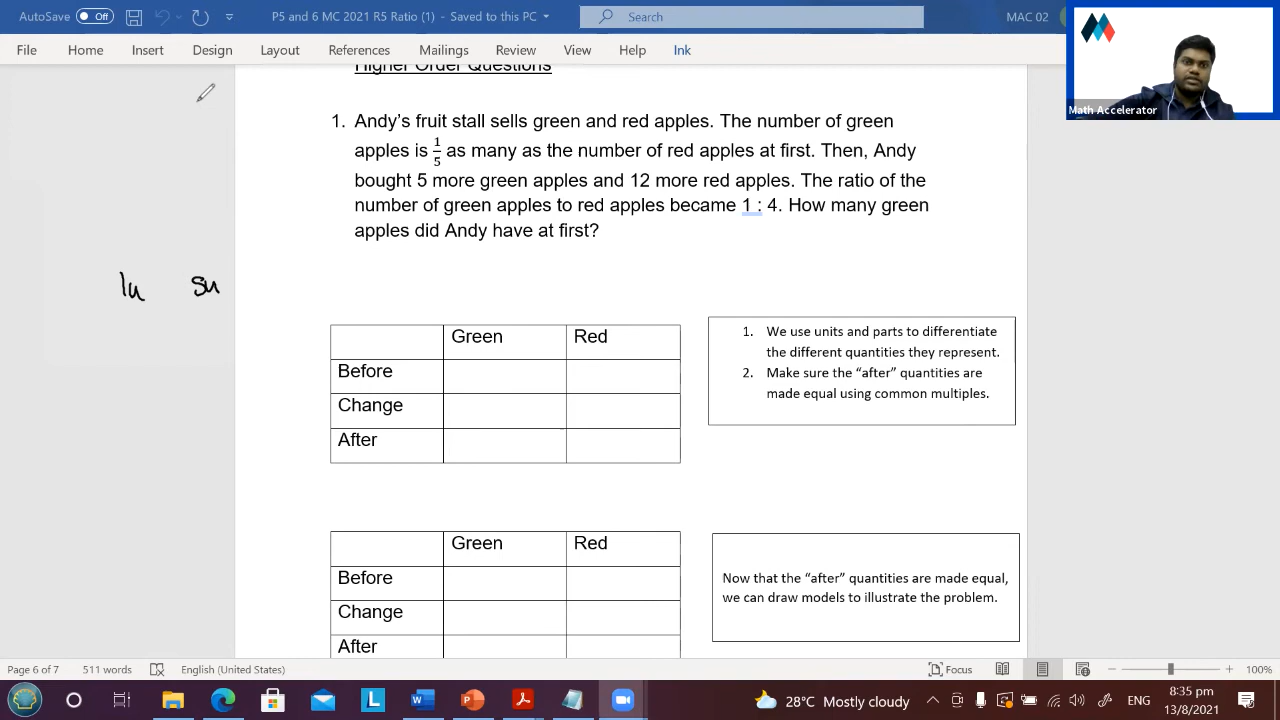 AutoSave Off P5 and 6 MC 2021 R5 Ratio (1) - Saved to this PC Search MAC 02
File Home Insert Design Layout References Mailings Review View Help Ink
Math Accelerator
Higher Order Questions
1. Andy's fruit stall sells green and red apples. The number of green
apples is 1/5 as many as the number of red apples at first. Then, Andy
bought 5 more green apples and 12 more red apples. The ratio of the
number of green apples to red apples became 1 : 4. How many green
apples did Andy have at first?
1u 5u
Green Red
Before
Change
After
1. We use units and parts to differentiate
the different quantities they represent.
2. Make sure the “after” quantities are
made equal using common multiples.
Green Red
Before
Change
After
Now that the “after” quantities are made equal,
we can draw models to illustrate the problem.
Page 6 of 7 511 words English (United States) Focus 100%
28°C Mostly cloudy ENG 8:35 pm
13/8/2021